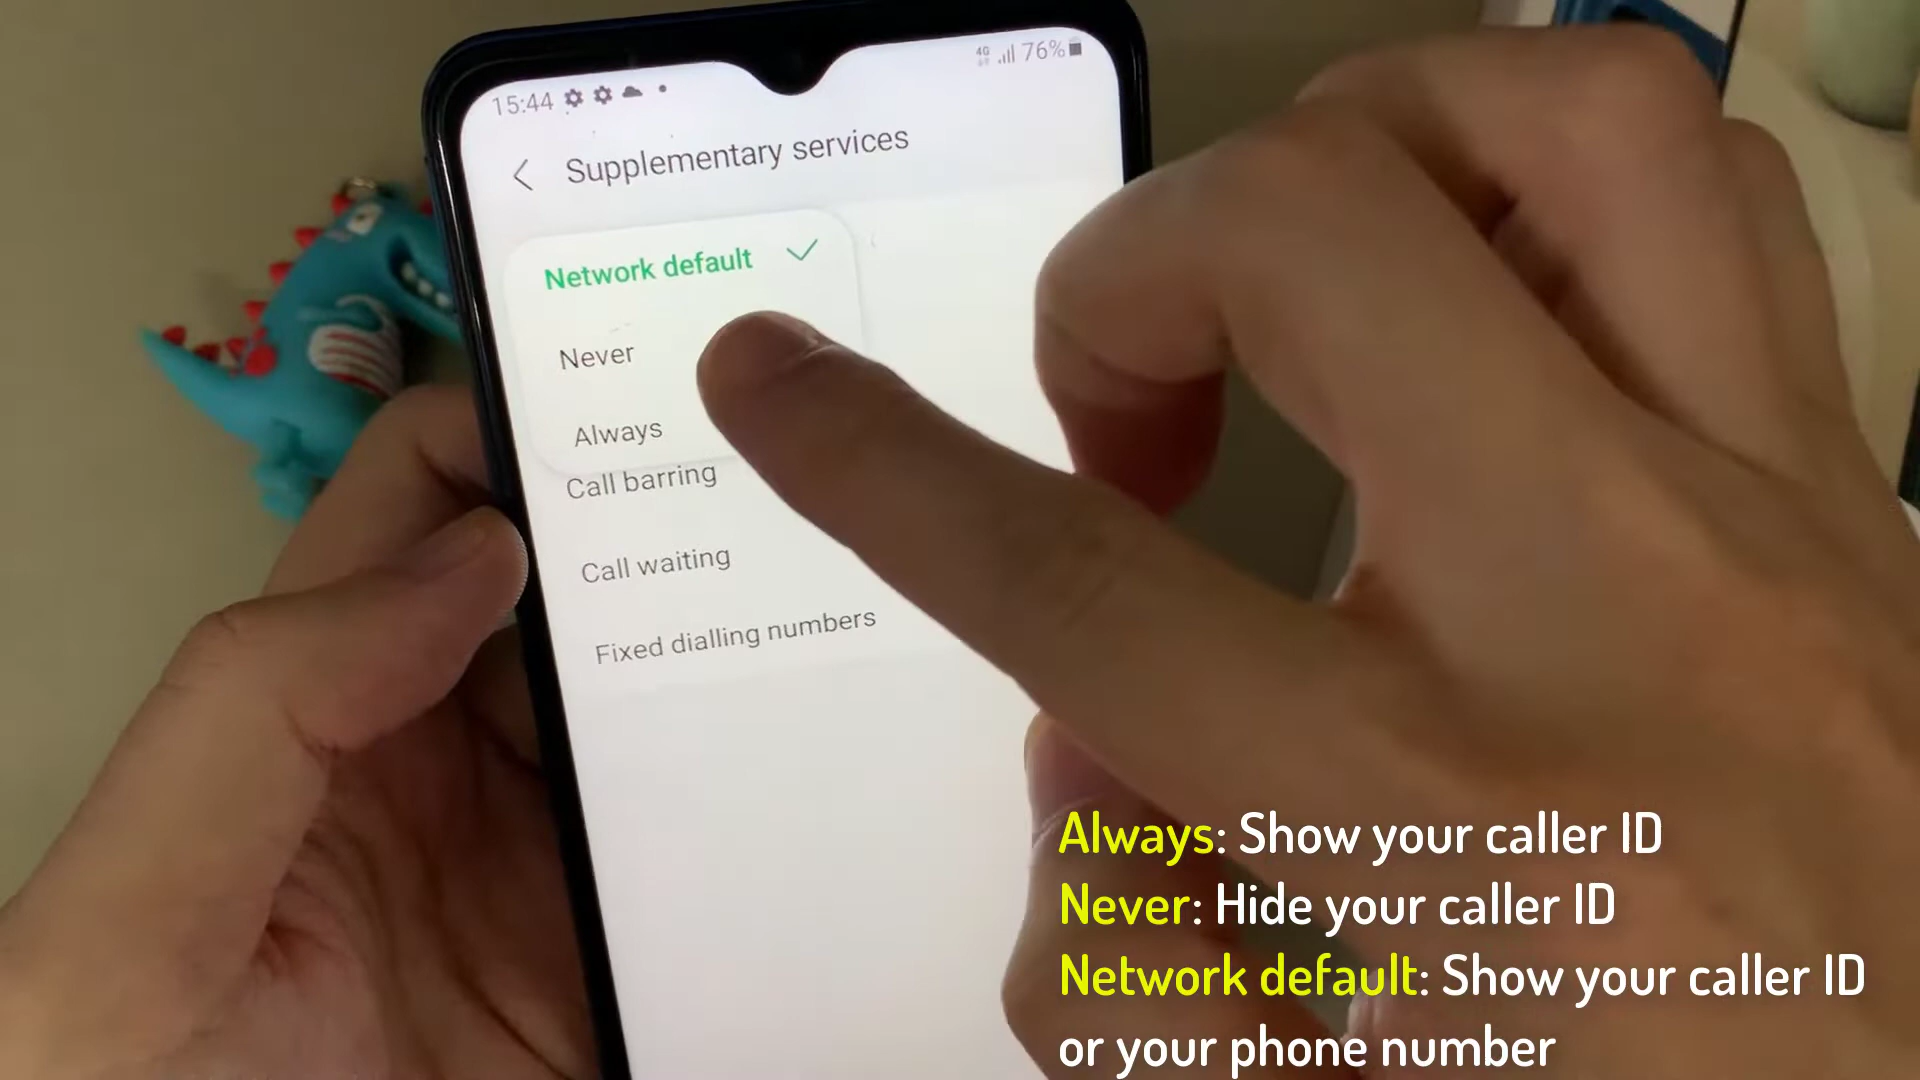 15:44
4G 76%
Supplementary services
Network default
Never
Always
Call barring
Call waiting
Fixed dialling numbers
Always: Show your caller ID
Never: Hide your caller ID
Network default: Show your caller ID
or your phone number